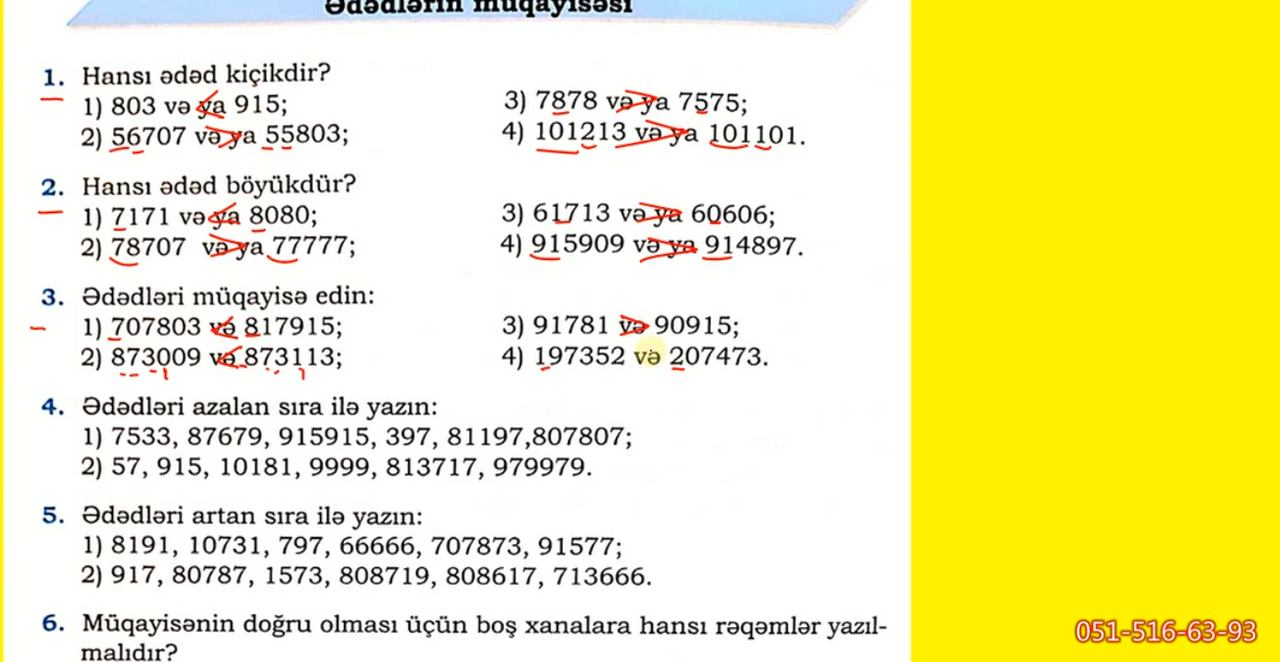 Ədədlərin müqayisəsi
1. Hansı ədəd kiçikdir?
1) 803 və ya 915;
2) 56707 və ya 55803;
3) 7878 və ya 7575;
4) 101213 və ya 101101.
2. Hansı ədəd böyükdür?
1) 7171 və ya 8080;
2) 78707 və ya 77777;
3) 61713 və ya 60606;
4) 915909 və ya 914897.
3. Ədədləri müqayisə edin:
1) 707803 və 817915;
2) 873009 və 873113;
3) 91781 və 90915;
4) 197352 və 207473.
4. Ədədləri azalan sıra ilə yazın:
1) 7533, 87679, 915915, 397, 81197,807807;
2) 57, 915, 10181, 9999, 813717, 979979.
5. Ədədləri artan sıra ilə yazın:
1) 8191, 10731, 797, 66666, 707873, 91577;
2) 917, 80787, 1573, 808719, 808617, 713666.
6. Müqayisənin doğru olması üçün boş xanalara hansı rəqəmlər yazıl-
malıdır?
051-516-63-93